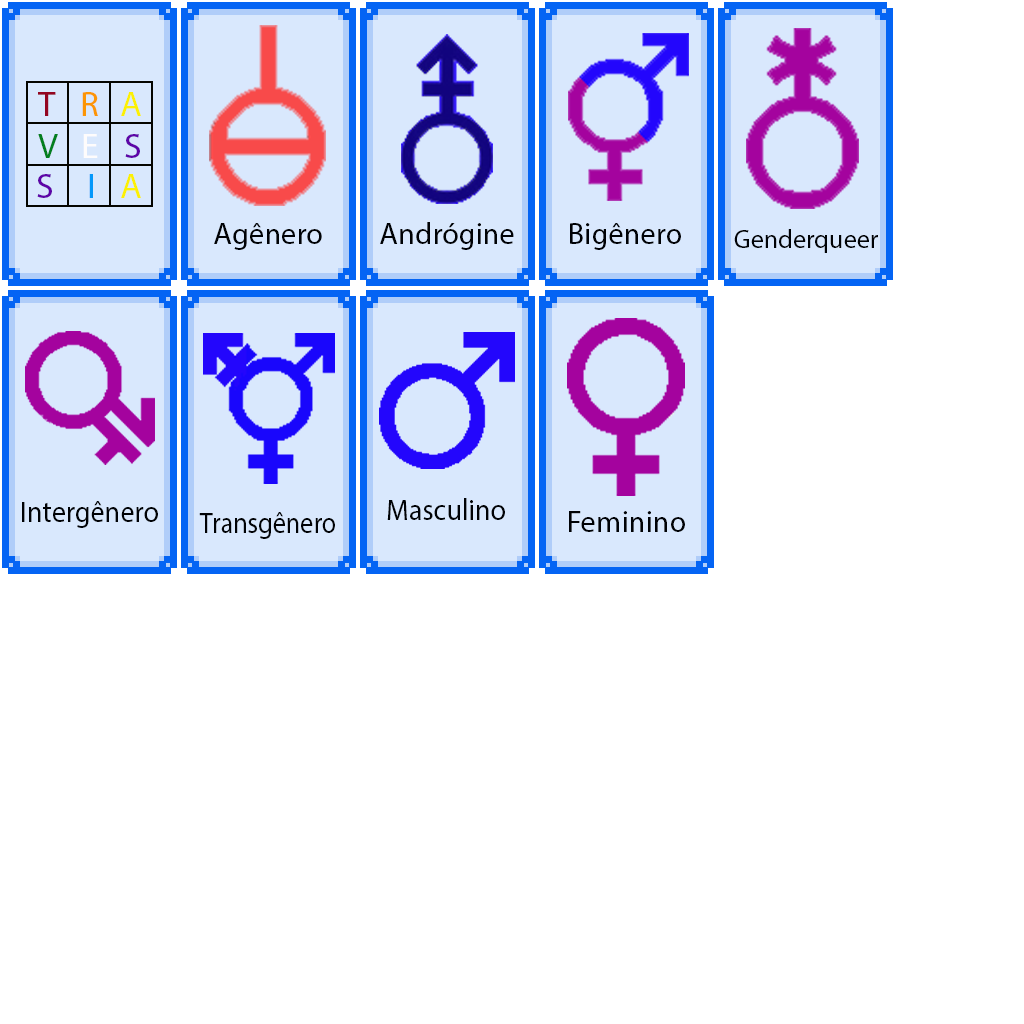 T R A
V E S
S I A
Agênero
Andrógine
Bigênero
Genderqueer
Intergênero
Transgênero
Masculino
Feminino